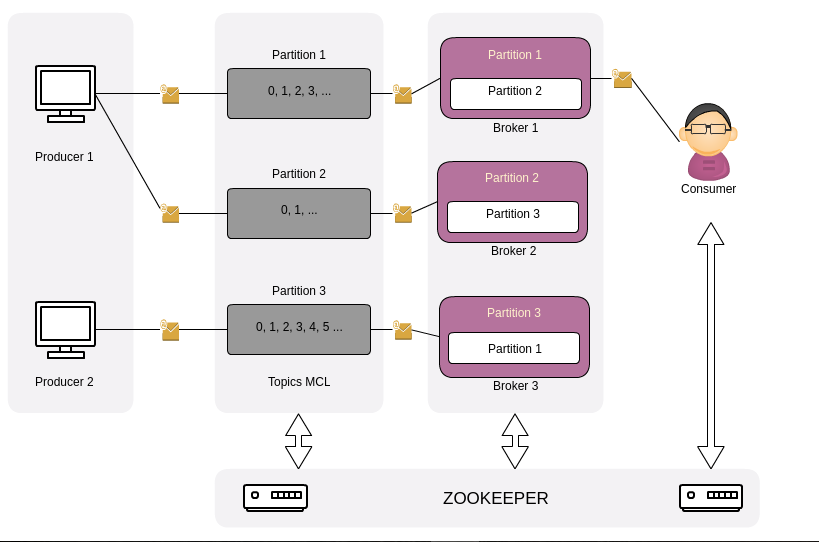 Producer 1
Producer 2
Partition 1
0, 1, 2, 3, ...
Partition 2
0, 1, ...
Partition 3
0, 1, 2, 3, 4, 5 ...
Topics MCL
Partition 1
Partition 2
Broker 1
Partition 2
Partition 3
Broker 2
Partition 3
Partition 1
Broker 3
Consumer
ZOOKEEPER